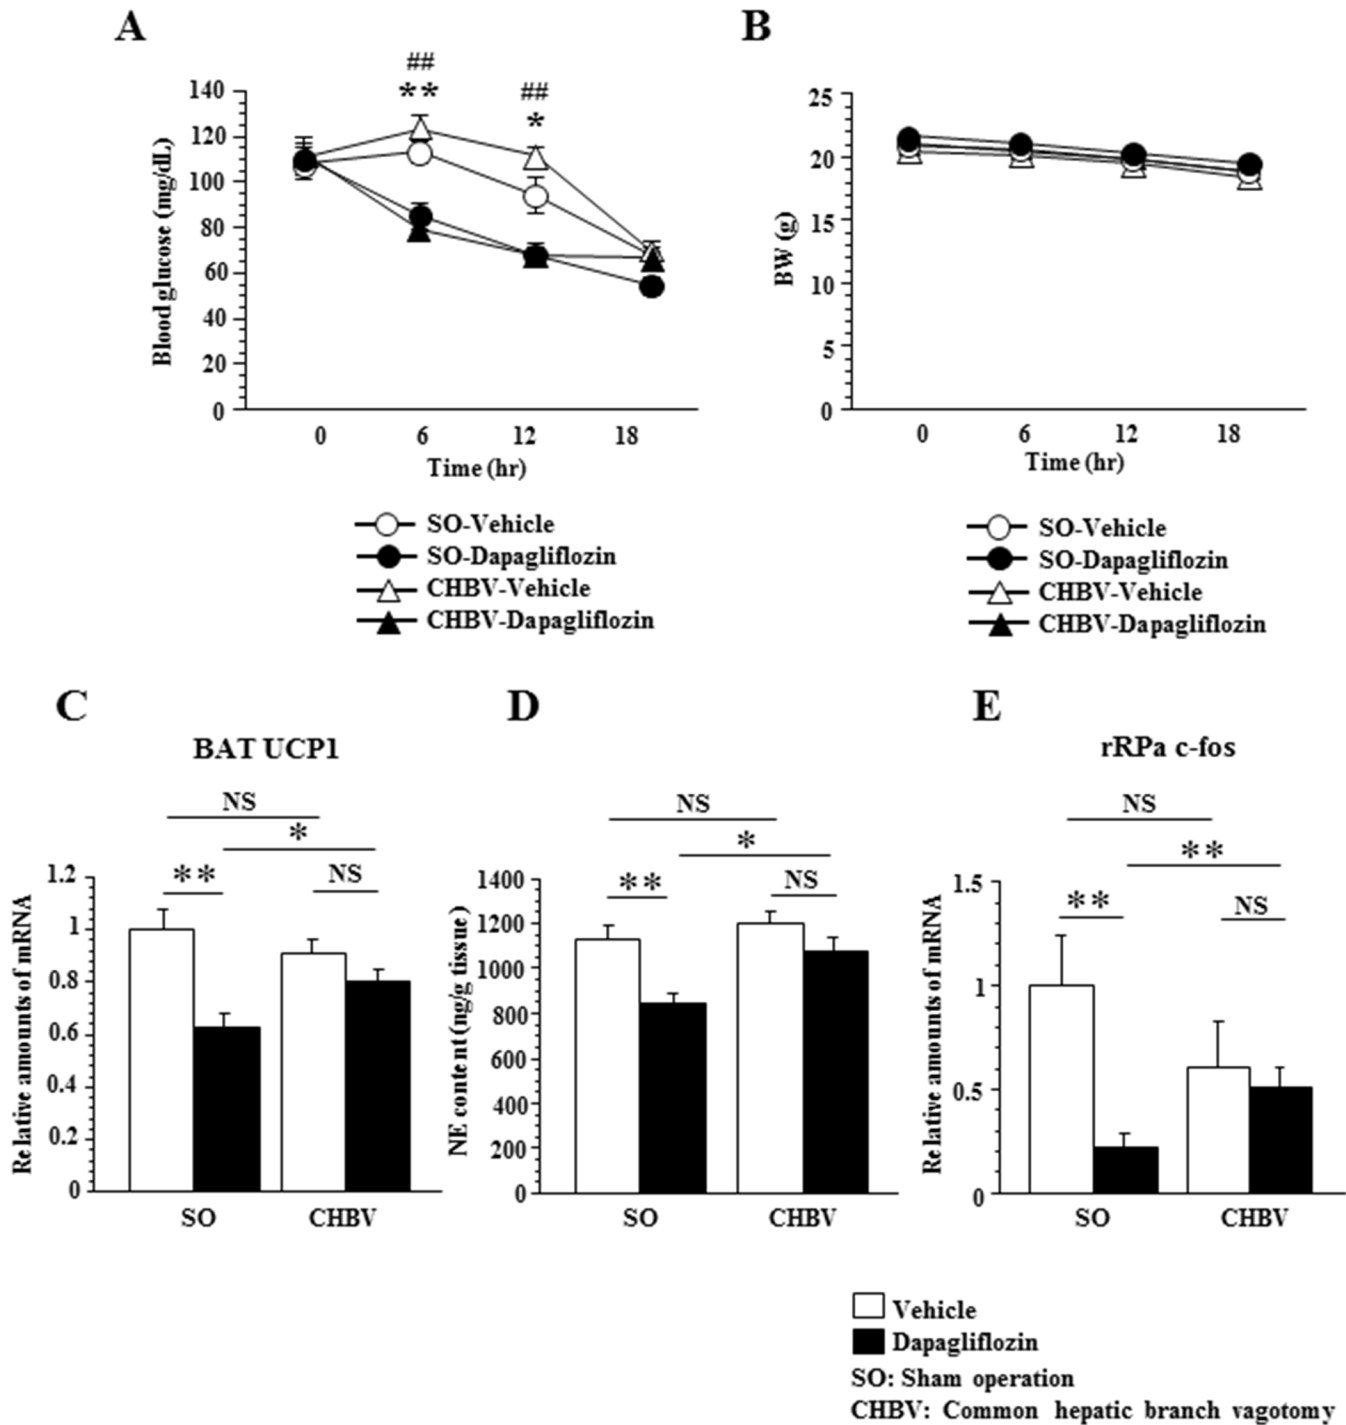 A
##
**
##
*
140
120
100
80
60
40
20
0
Blood glucose (mg/dL)
0 6 12 18
Time (hr)
SO-Vehicle
SO-Dapagliflozin
CHBV-Vehicle
CHBV-Dapagliflozin
B
25
20
15
10
5
0
BW (g)
0 6 12 18
Time (hr)
SO-Vehicle
SO-Dapagliflozin
CHBV-Vehicle
CHBV-Dapagliflozin
C
BAT UCP1
NS
*
**
NS
1.2
1
0.8
0.6
0.4
0.2
0
Relative amounts of mRNA
SO CHBV
D
NS
*
**
NS
1400
1200
1000
800
600
400
200
0
NE content (ng/g tissue)
SO CHBV
E
rRPa c-fos
NS
**
**
NS
1.5
1
0.5
0
Relative amounts of mRNA
SO CHBV
Vehicle
Dapagliflozin
SO: Sham operation
CHBV: Common hepatic branch vagotomy